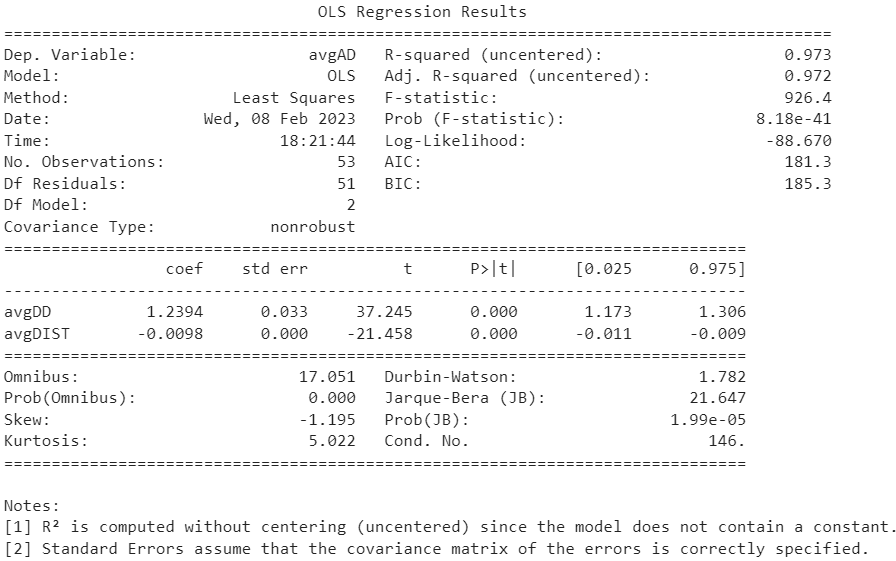 OLS Regression Results
==============================================================================
Dep. Variable: avgAD R-squared (uncentered): 0.973
Model: OLS Adj. R-squared (uncentered): 0.972
Method: Least Squares F-statistic: 926.4
Date: Wed, 08 Feb 2023 Prob (F-statistic): 8.18e-41
Time: 18:21:44 Log-Likelihood: -88.670
No. Observations: 53 AIC: 181.3
Df Residuals: 51 BIC: 185.3
Df Model: 2
Covariance Type: nonrobust
==============================================================================
coef std err t P>|t| [0.025 0.975]
------------------------------------------------------------------------------
avgDD 1.2394 0.033 37.245 0.000 1.173 1.306
avgDIST -0.0098 0.000 -21.458 0.000 -0.011 -0.009
==============================================================================
Omnibus: 17.051 Durbin-Watson: 1.782
Prob(Omnibus): 0.000 Jarque-Bera (JB): 21.647
Skew: -1.195 Prob(JB): 1.99e-05
Kurtosis: 5.022 Cond. No. 146.
==============================================================================
Notes:
[1] R² is computed without centering (uncentered) since the model does not contain a constant.
[2] Standard Errors assume that the covariance matrix of the errors is correctly specified.